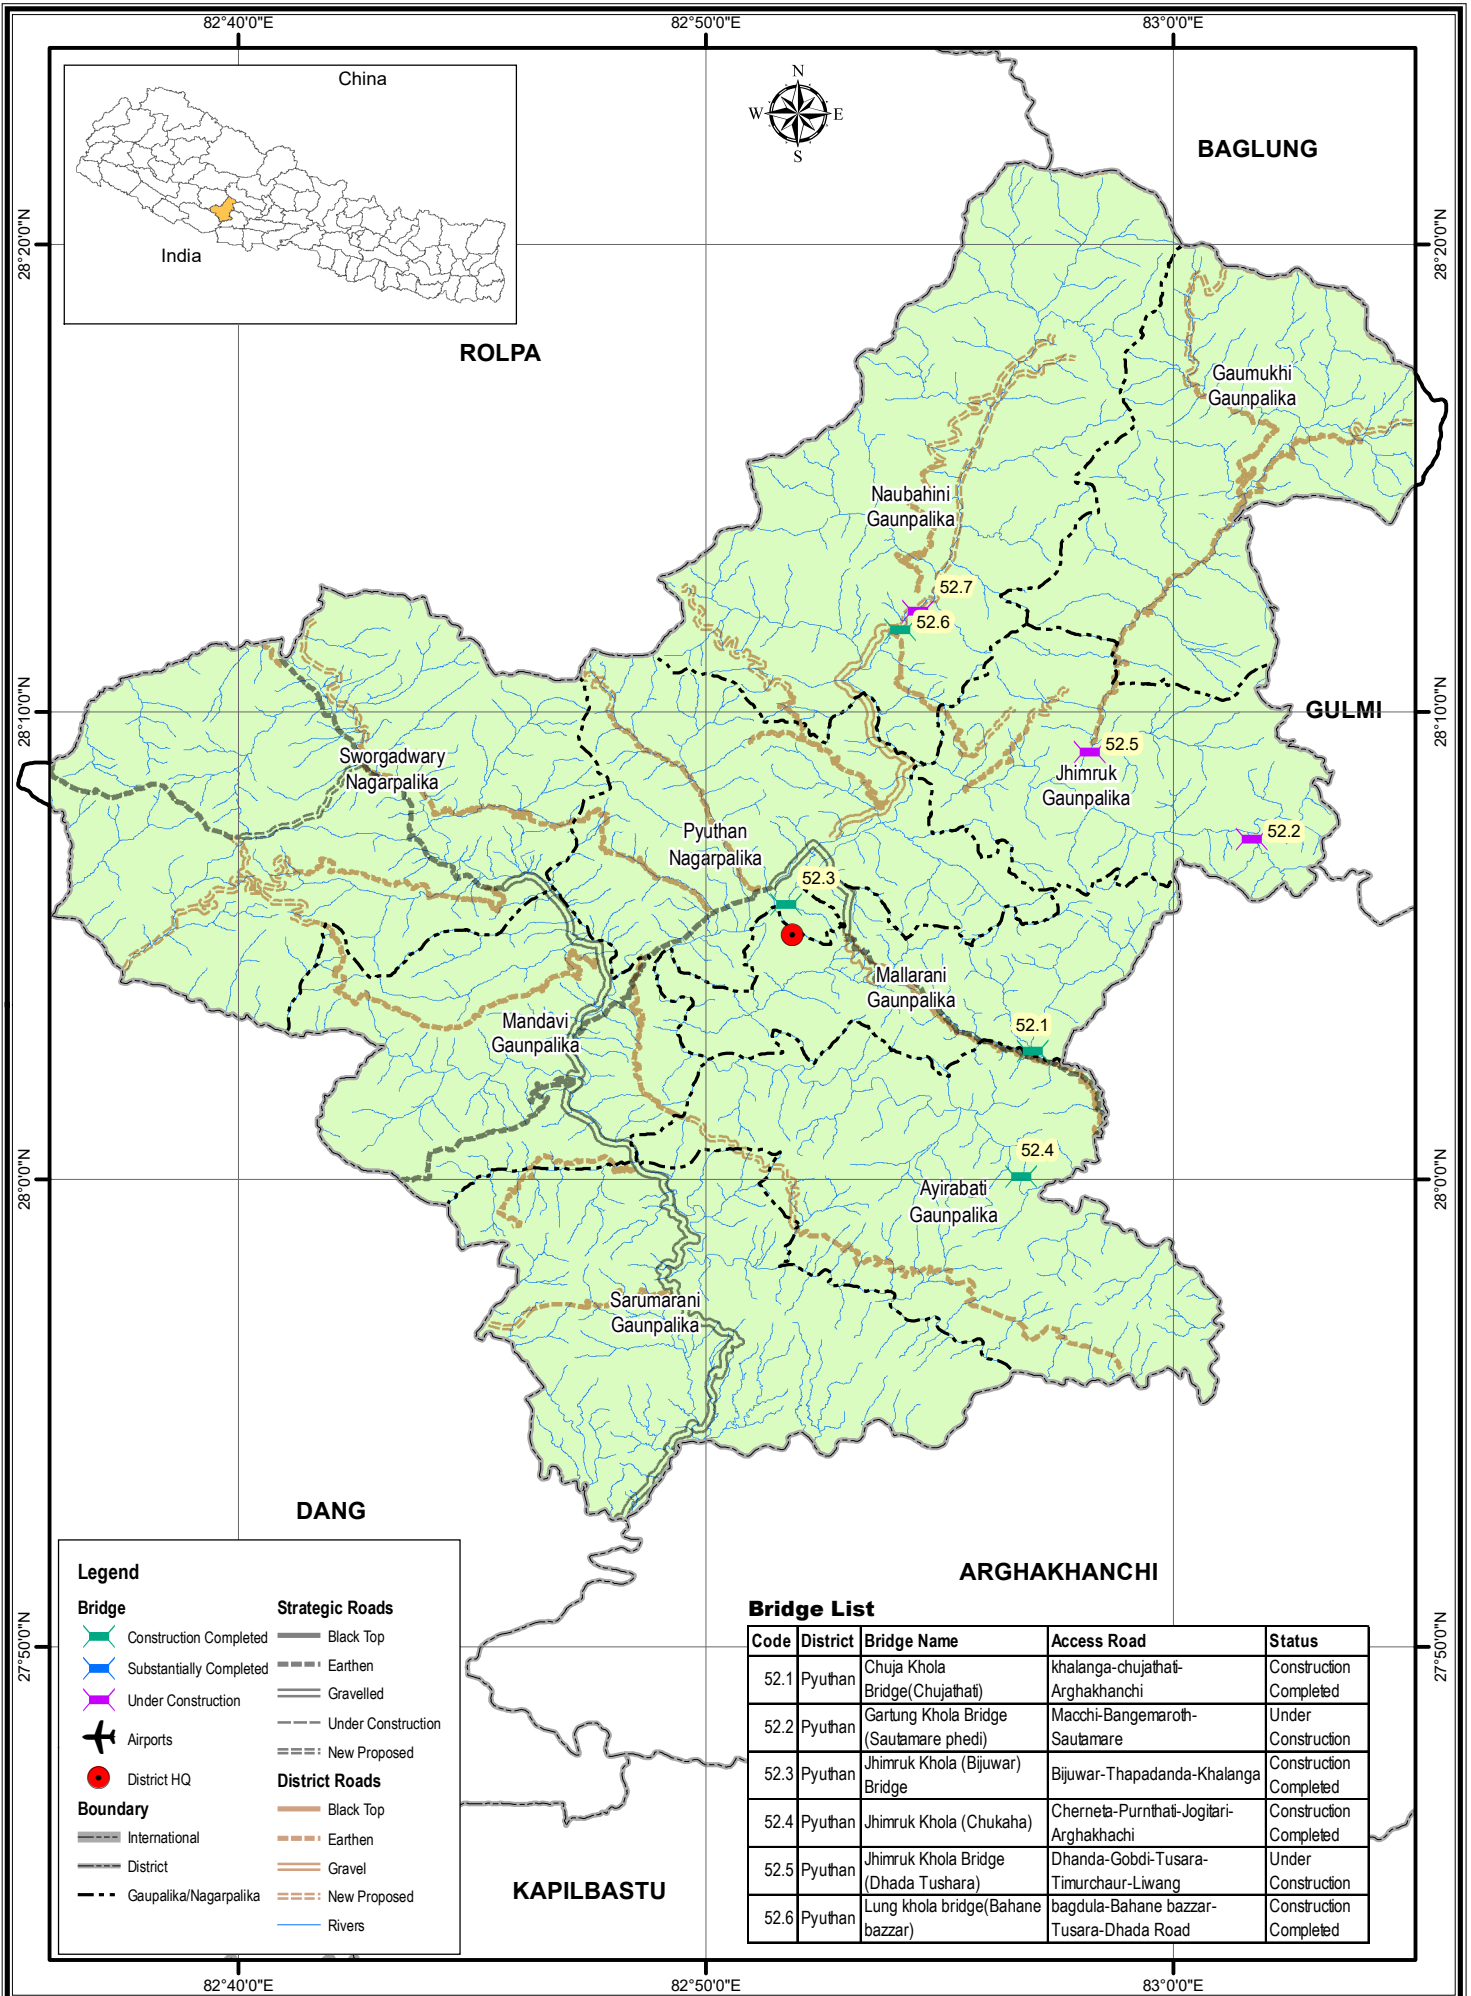 82°40'0"E
82°50'0"E
83°0'0"E
China
India
N
W
E
S
BAGLUNG
28°20'0"N
28°20'0"N
ROLPA
Gaumukhi
Gaunpalika
Naubahini
Gaunpalika
52.7
52.6
28°10'0"N
28°10'0"N
GULMI
52.5
Sworgadwary
Nagarpalika
Jhimruk
Gaunpalika
Pyuthan
Nagarpalika
52.2
52.3
Mallarani
Gaunpalika
Mandavi
Gaunpalika
52.1
52.4
28°0'0"N
28°0'0"N
Ayirabati
Gaunpalika
Sarumarani
Gaunpalika
DANG
ARGHAKHANCHI
KAPILBASTU
27°50'0"N
27°50'0"N
Legend
Bridge
Construction Completed
Substantially Completed
Under Construction
Airports
District HQ
Boundary
International
District
Gaupalika/Nagarpalika
Strategic Roads
Black Top
Earthen
Gravelled
Under Construction
New Proposed
District Roads
Black Top
Earthen
Gravel
New Proposed
Rivers
Bridge List
Code District Bridge Name Access Road Status
52.1 Pyuthan Chuja Khola Bridge(Chujathati) khalanga-chujathati-Arghakhanchi Construction Completed
52.2 Pyuthan Gartung Khola Bridge (Sautamare phedi) Macchi-Bangemaroth-Sautamare Under Construction
52.3 Pyuthan Jhimruk Khola (Bijuwar) Bridge Bijuwar-Thapadanda-Khalanga Construction Completed
52.4 Pyuthan Jhimruk Khola (Chukaha) Cherneta-Purnthati-Jogitari-Arghakhachi Construction Completed
52.5 Pyuthan Jhimruk Khola Bridge (Dhada Tushara) Dhanda-Gobdi-Tusara-Timurchaur-Liwang Under Construction
52.6 Pyuthan Lung khola bridge(Bahane bazzar) bagdula-Bahane bazzar-Tusara-Dhada Road Construction Completed
82°40'0"E
82°50'0"E
83°0'0"E